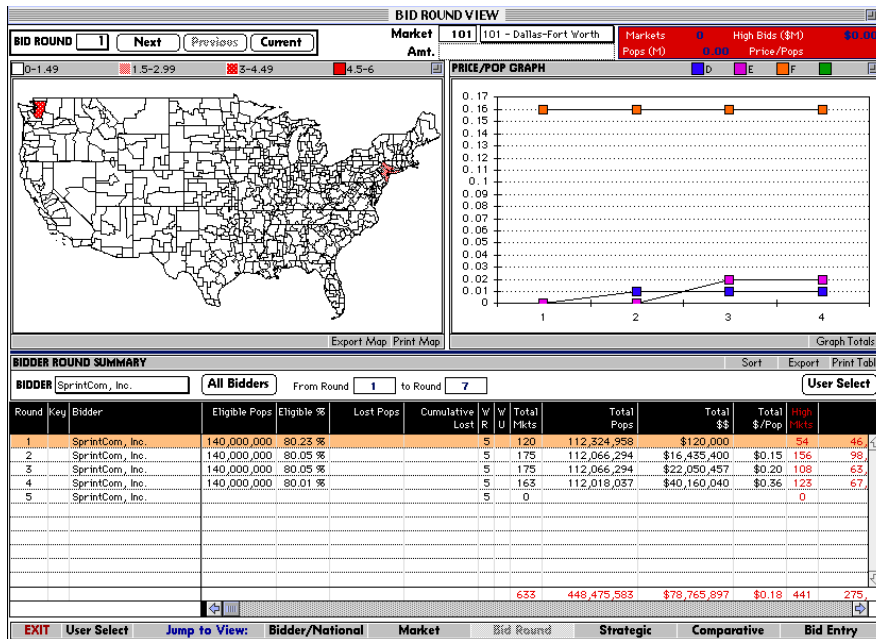 BID ROUND VIEW
BID ROUND 1 Next Previous Current
Market 101 101 - Dallas-Fort Worth
Amt.
Markets 0 High Bids ($M) $0.00
Pops (M) 0.00 Price/Pops
0-1.49 1.5-2.99 3-4.49 4.5-6
PRICE/POP GRAPH D E F
0.17
0.16
0.15
0.14
0.13
0.12
0.11
0.1
0.09
0.08
0.07
0.06
0.05
0.04
0.03
0.02
0.01
0
1 2 3 4
Export Map Print Map
Graph Totals
BIDDER ROUND SUMMARY Sort Export Print Tabl
BIDDER SprintCom, Inc. All Bidders From Round 1 to Round 7 User Select
Round Key Bidder Eligible Pops Eligible % Lost Pops Cumulative Lost W R W U Total Mkts Total Pops Total $$ Total $/Pop High Mkts
1 SprintCom, Inc. 140,000,000 80.23 % 5 120 112,324,958 $120,000 54 46,
2 SprintCom, Inc. 140,000,000 80.05 % 5 175 112,066,294 $16,435,400 $0.15 156 98,
3 SprintCom, Inc. 140,000,000 80.05 % 5 175 112,066,294 $22,050,457 $0.20 108 63,
4 SprintCom, Inc. 140,000,000 80.01 % 5 163 112,018,037 $40,160,040 $0.36 123 67,
5 SprintCom, Inc. 5 0 0
633 448,475,583 $78,765,897 $0.18 441 275,
EXIT User Select Jump to View: Bidder/National Market Bid Round Strategic Comparative Bid Entry